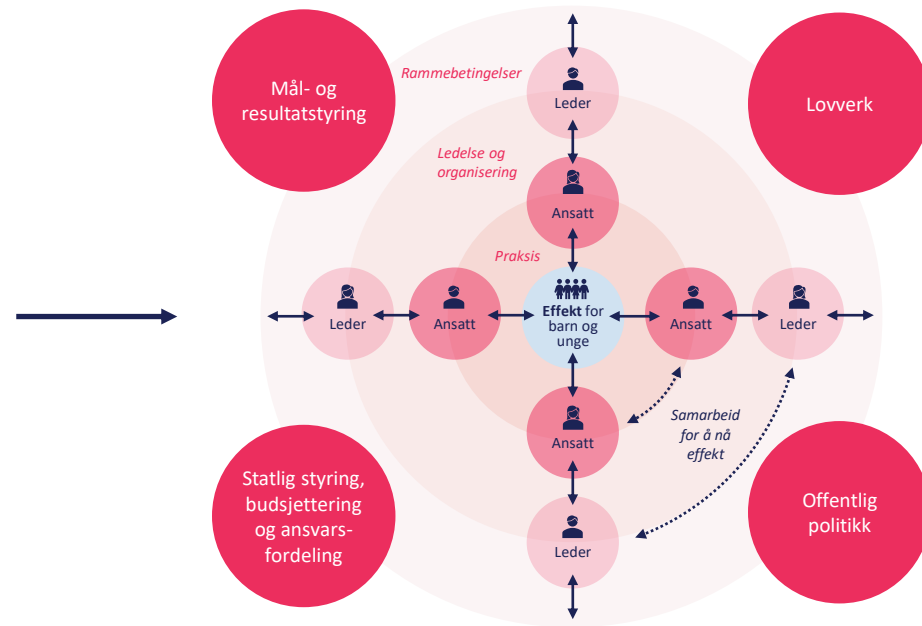 Mål- og
resultatstyring
Rammebetingelser
Leder
Lovverk
Ledelse og
organisering
Ansatt
Praksis
Leder
Ansatt
Effekt for
barn og
unge
Ansatt
Leder
Ansatt
Samarbeid
for å nå
effekt
Statlig styring,
budsjettering
og ansvars-
fordeling
Leder
Offentlig
politikk